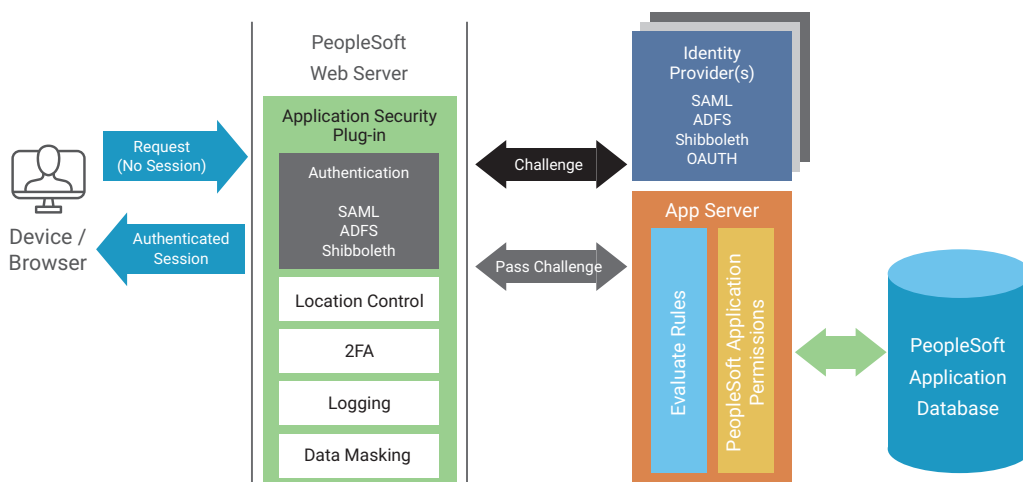 PeopleSoft
Web Server
Application Security
Plug-in
Authentication
SAML
ADFS
Shibboleth
Location Control
2FA
Logging
Data Masking
Request
(No Session)
Authenticated
Session
Device /
Browser
Challenge
Pass Challenge
Identity
Provider(s)
SAML
ADFS
Shibboleth
OAUTH
App Server
Evaluate Rules
PeopleSoft Application
Permissions
PeopleSoft
Application
Database